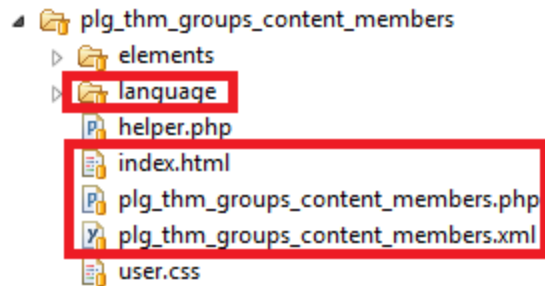 plg_thm_groups_content_members
elements
language
helper.php
index.html
plg_thm_groups_content_members.php
plg_thm_groups_content_members.xml
user.css